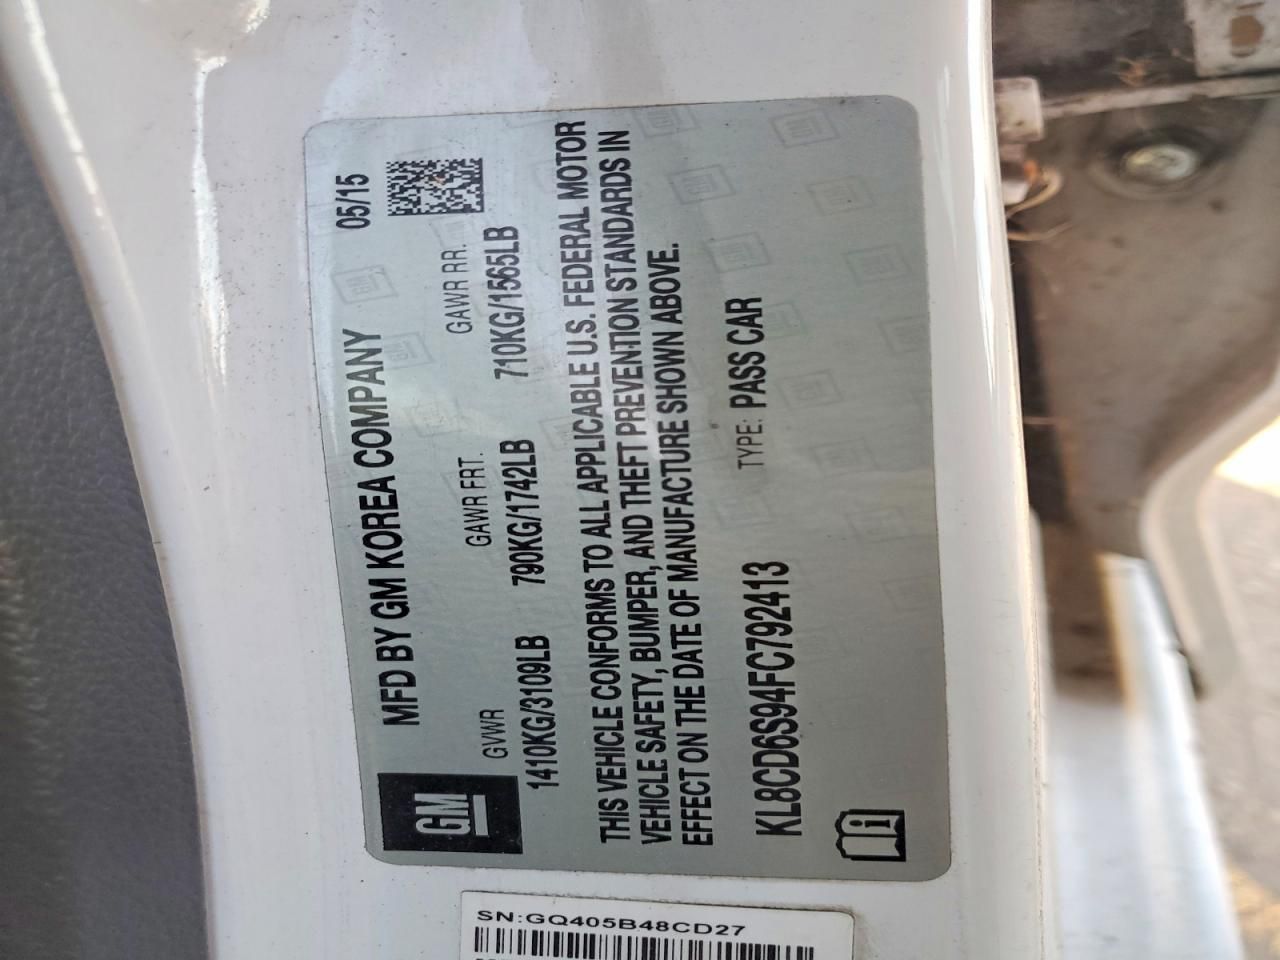 MFD BY GM KOREA COMPANY 05/15
GM
GVWR GAWR FRT. GAWR RR.
1410KG/3109LB 790KG/1742LB 710KG/1565LB
THIS VEHICLE CONFORMS TO ALL APPLICABLE U.S. FEDERAL MOTOR
VEHICLE SAFETY, BUMPER, AND THEFT PREVENTION STANDARDS IN
EFFECT ON THE DATE OF MANUFACTURE SHOWN ABOVE.
KL8CD6S94FC792413 TYPE: PASS CAR
SN:GQ405B48CD27